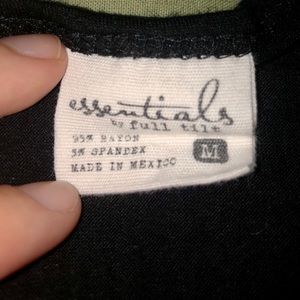 essentials
by full tilt
95% RAYON
5% SPANDEX
MADE IN MEXICO
M